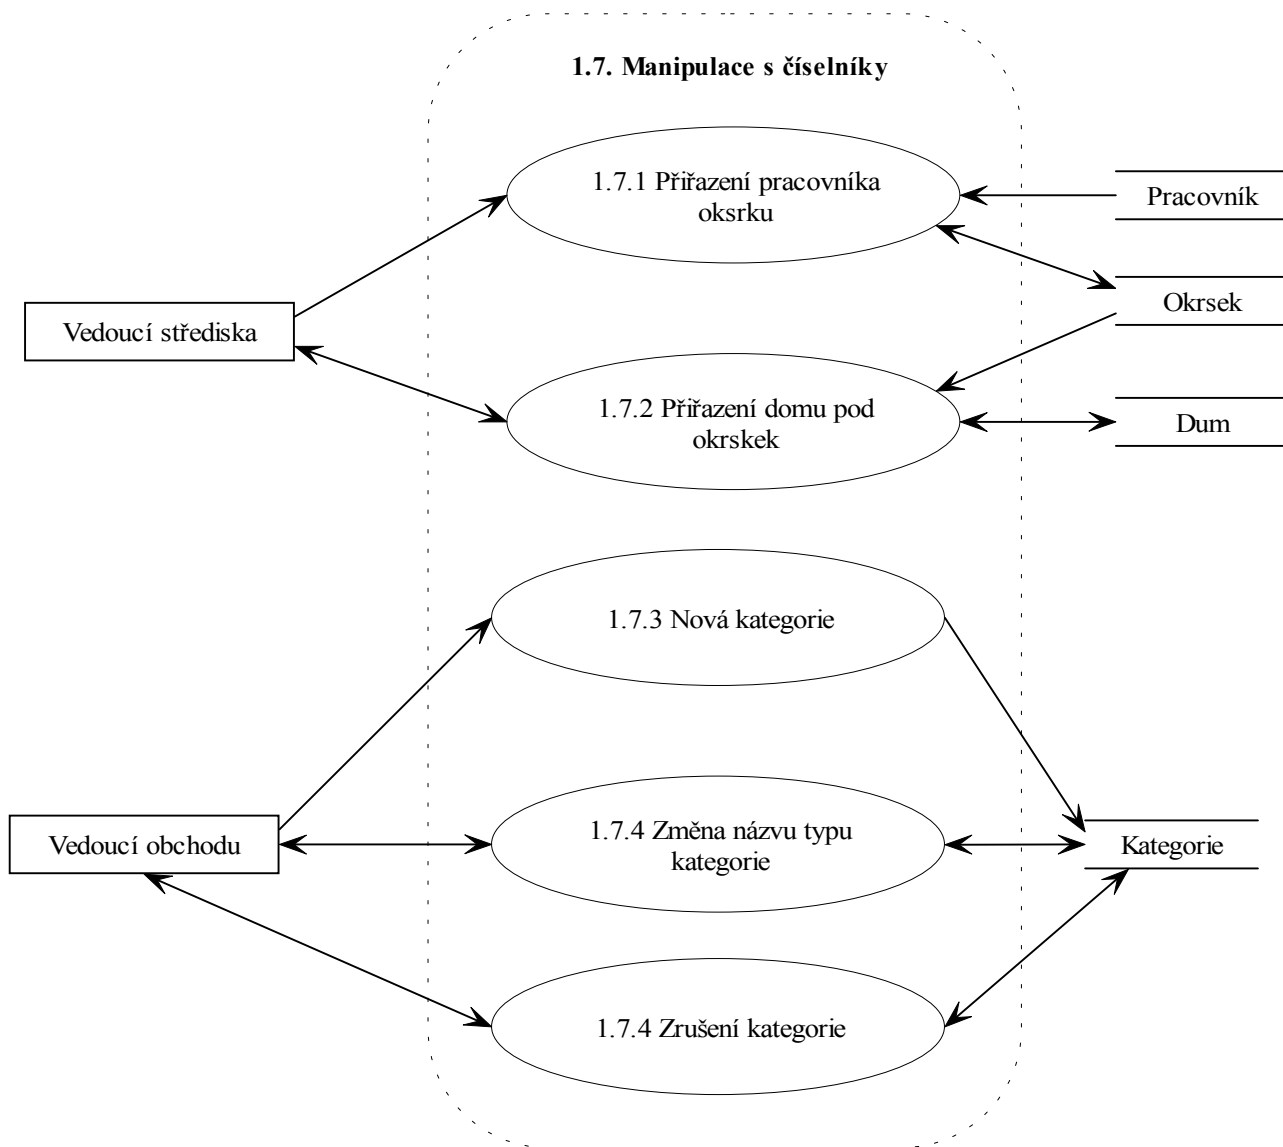 1.7. Manipulace s číselníky
1.7.1 Přiřazení pracovníka
oksrku
Pracovník
Okrsek
Vedoucí střediska
1.7.2 Přiřazení domu pod
okrskek
Dum
1.7.3 Nová kategorie
Vedoucí obchodu
1.7.4 Změna názvu typu
kategorie
Kategorie
1.7.4 Zrušení kategorie